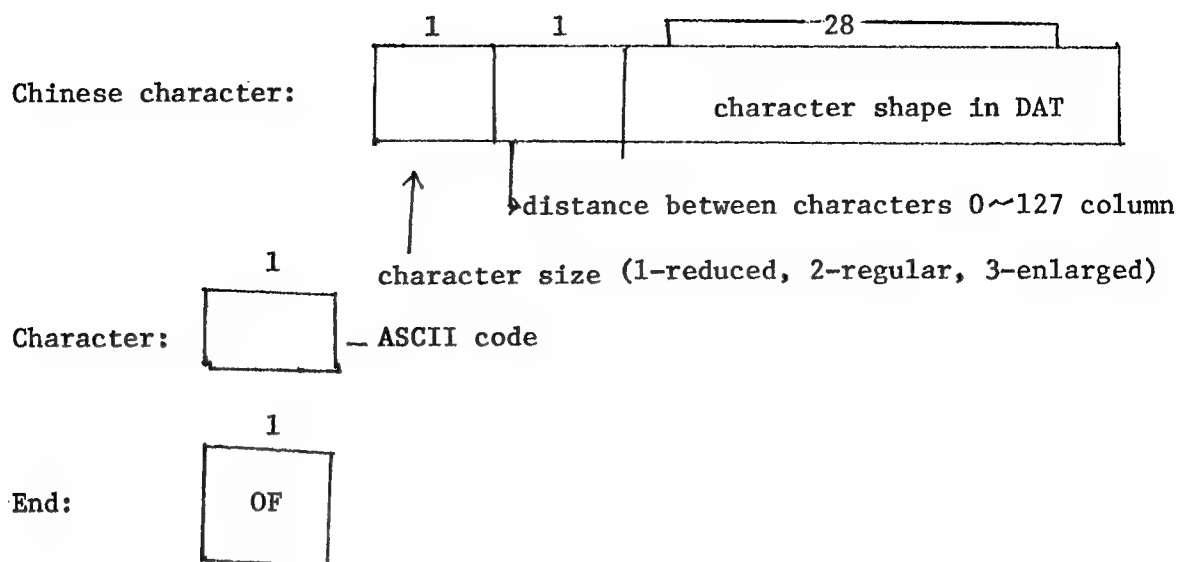 1 1 28
Chinese character:
character shape in DAT
distance between characters 0~127 column
1
character size (1-reduced, 2-regular, 3-enlarged)
Character:
— ASCII code
1
End:
OF